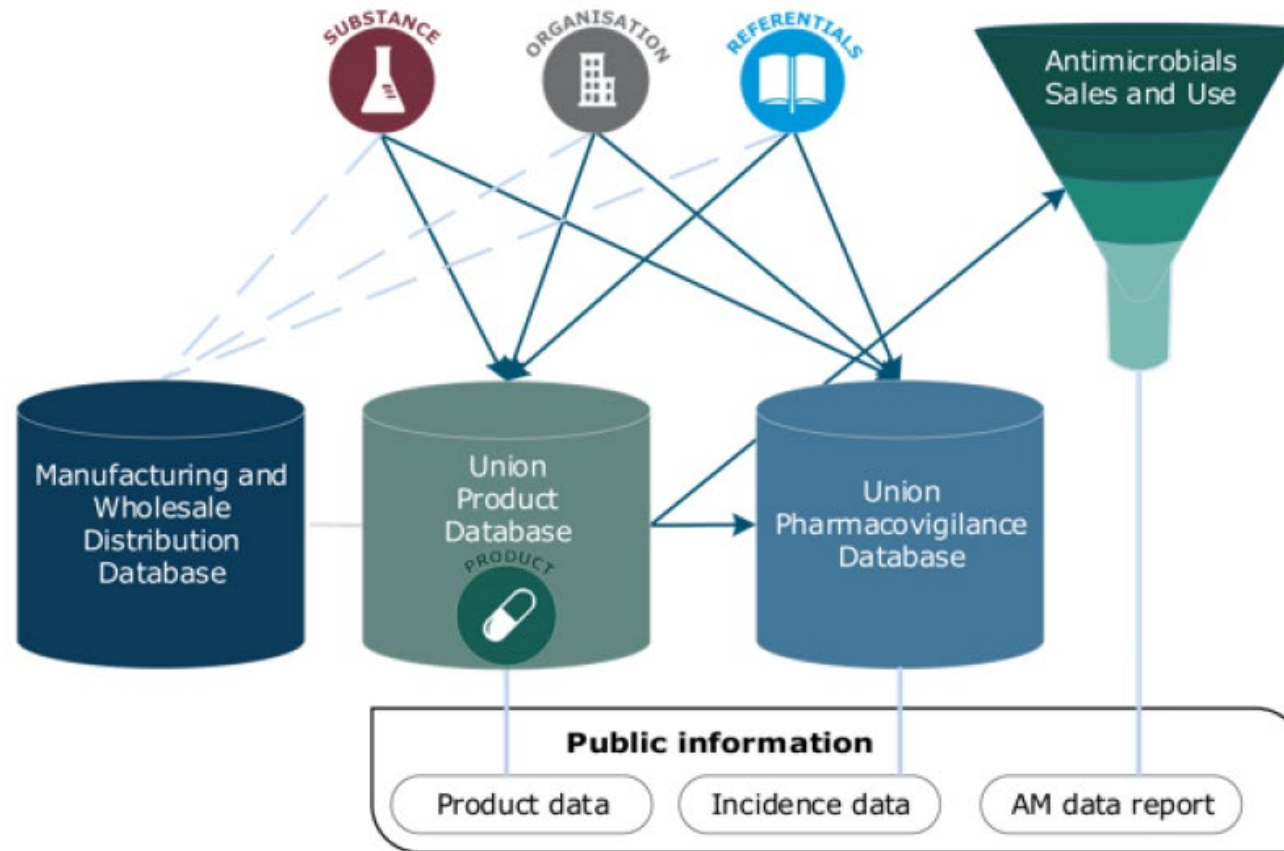 SUBSTANCE
ORGANISATION
REFERENTIALS
Antimicrobials
Sales and Use
Manufacturing and
Wholesale
Distribution
Database
Union
Product
Database
PRODUCT
Union
Pharmacovigilance
Database
Public information
Product data
Incidence data
AM data report